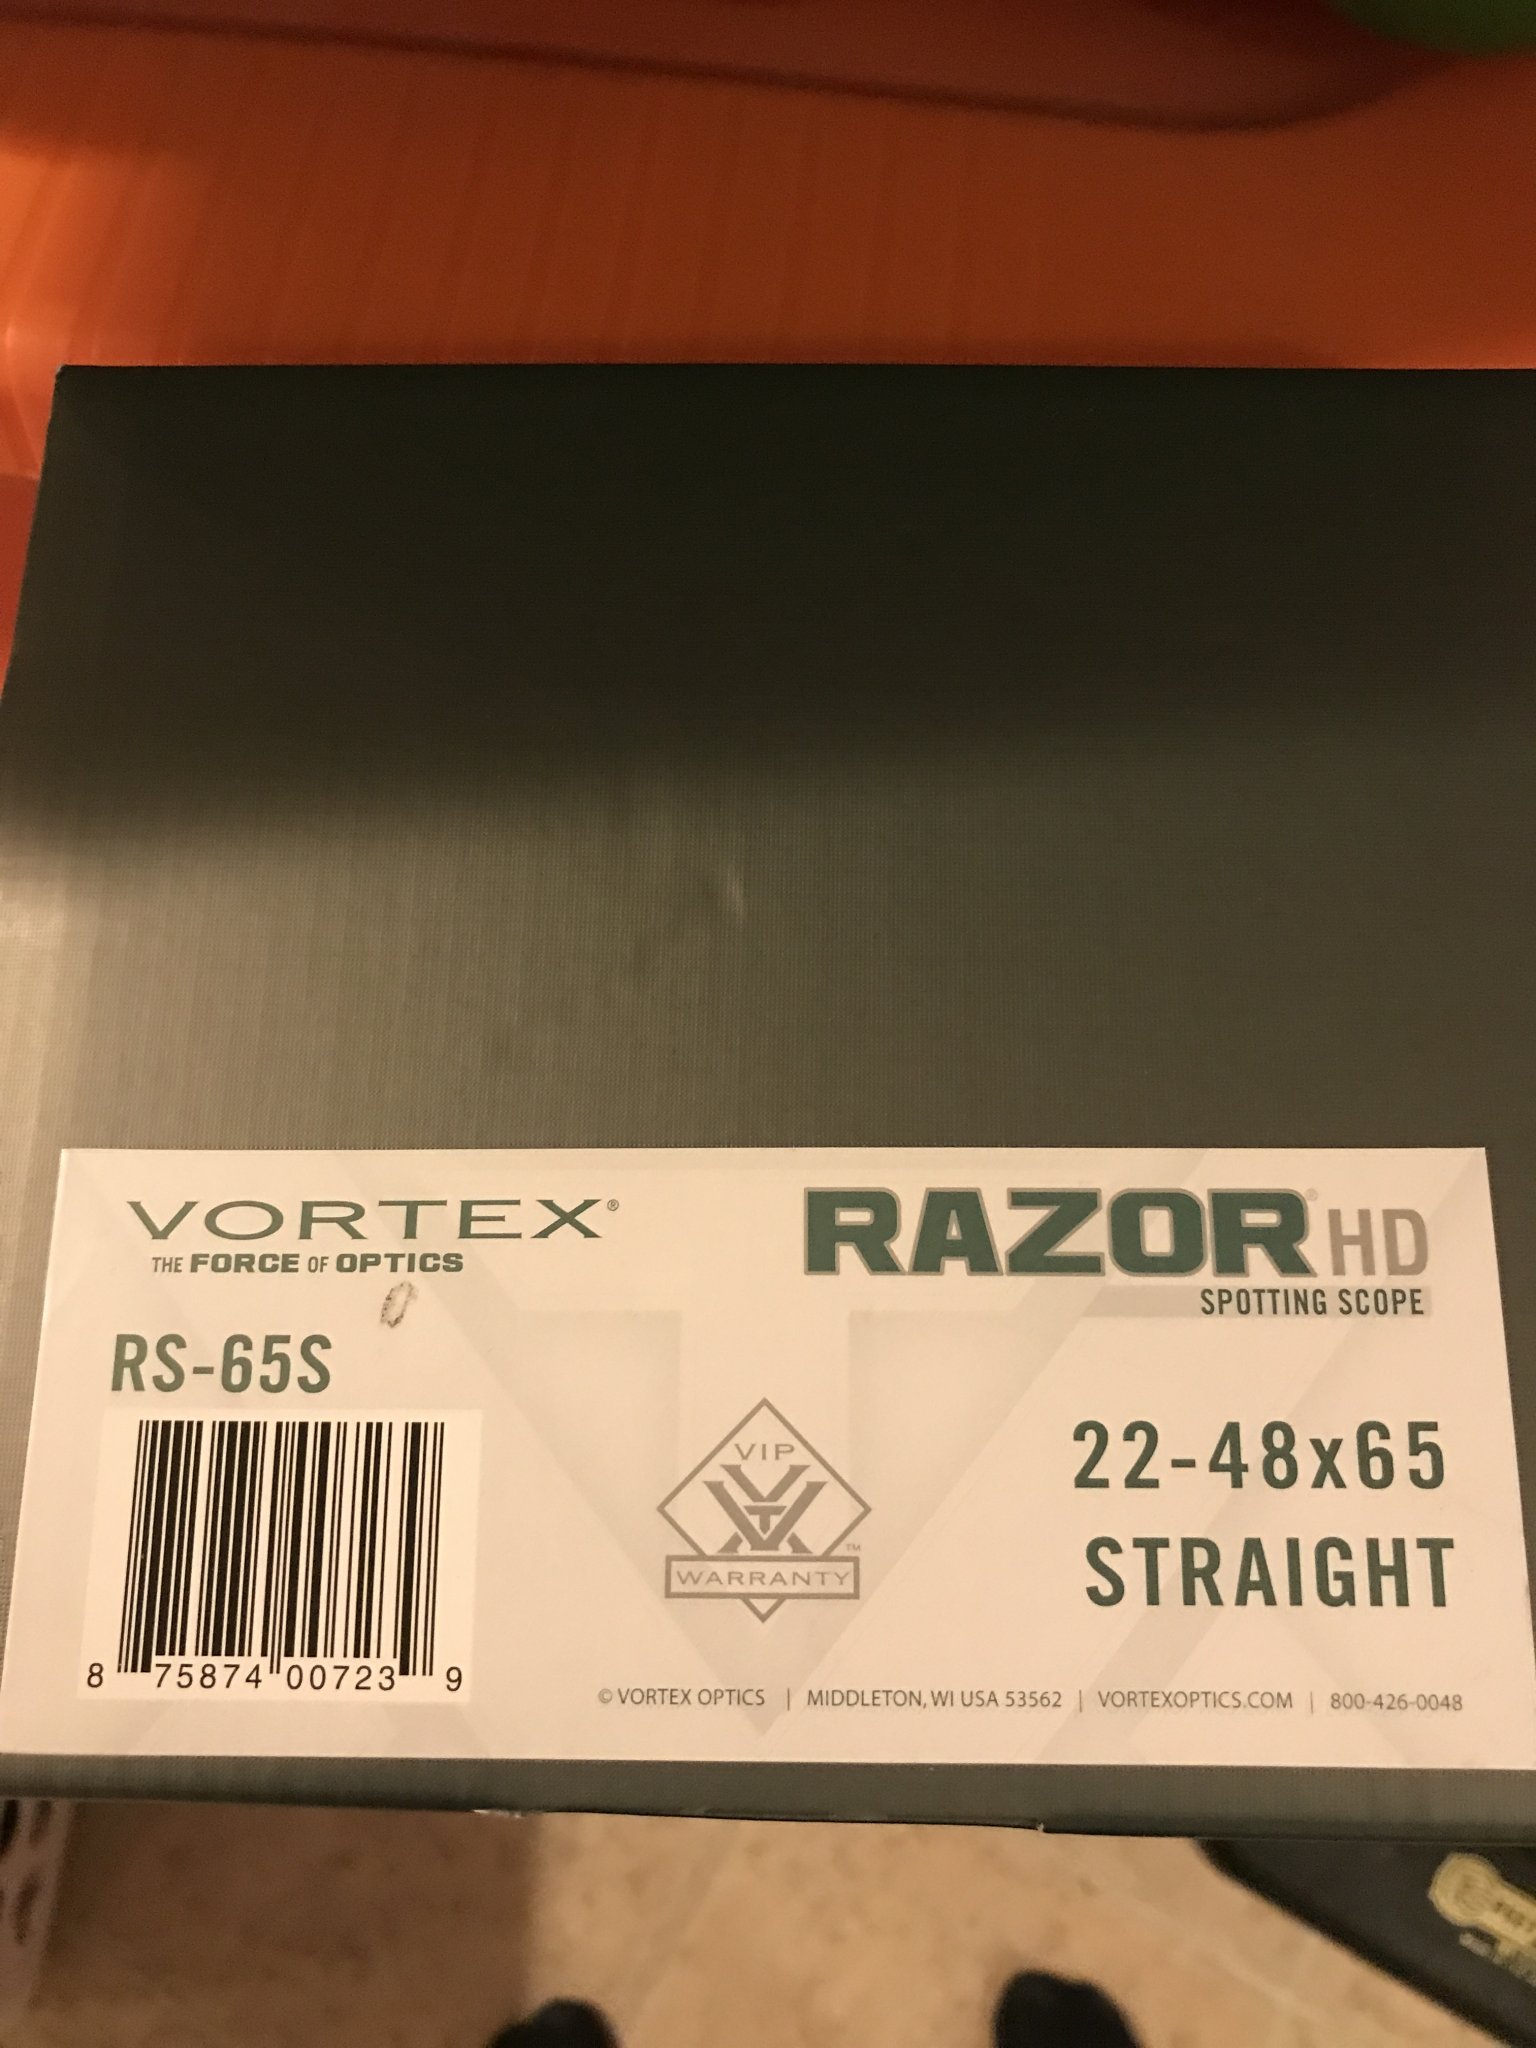 VORTEX®
THE FORCE OF OPTICS
RAZOR® HD
SPOTTING SCOPE
RS-65S
8 75874 00723 9
VIP
WARRANTY
™
22-48x65
STRAIGHT
© VORTEX OPTICS | MIDDLETON, WI USA 53562 | VORTEXOPTICS.COM | 800-426-0048